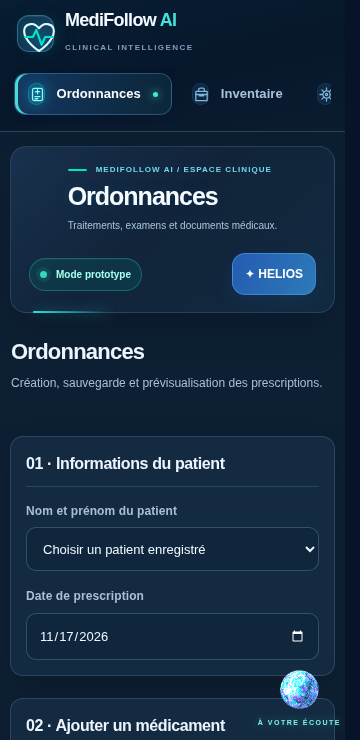 MediFollow AI
CLINICAL INTELLIGENCE
Ordonnances
Inventaire
MEDIFOLLOW AI / ESPACE CLINIQUE
Ordonnances
Traitements, examens et documents médicaux.
Mode prototype
✦ HELIOS
Ordonnances
Création, sauvegarde et prévisualisation des prescriptions.
01 · Informations du patient
Nom et prénom du patient
Choisir un patient enregistré
Date de prescription
11/17/2026
À VOTRE ÉCOUTE
02 · Ajouter un médicament